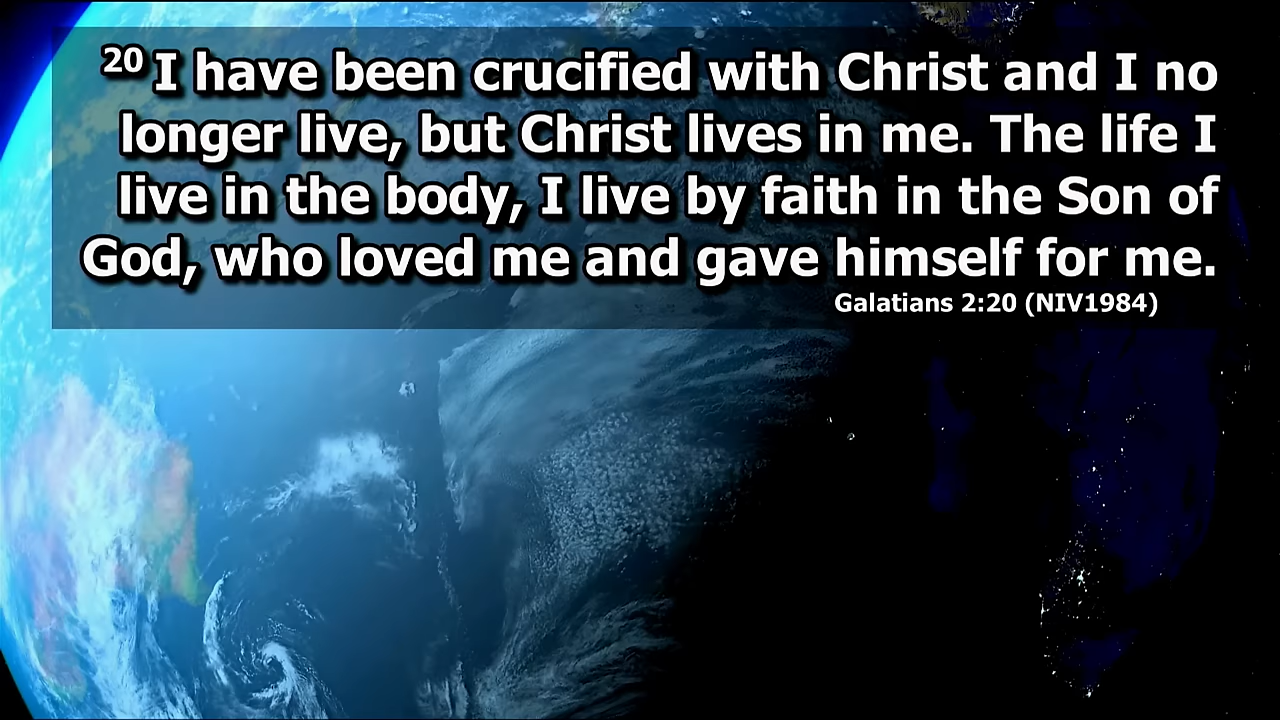 20 I have been crucified with Christ and I no
longer live, but Christ lives in me. The life I
live in the body, I live by faith in the Son of
God, who loved me and gave himself for me.
Galatians 2:20 (NIV1984)